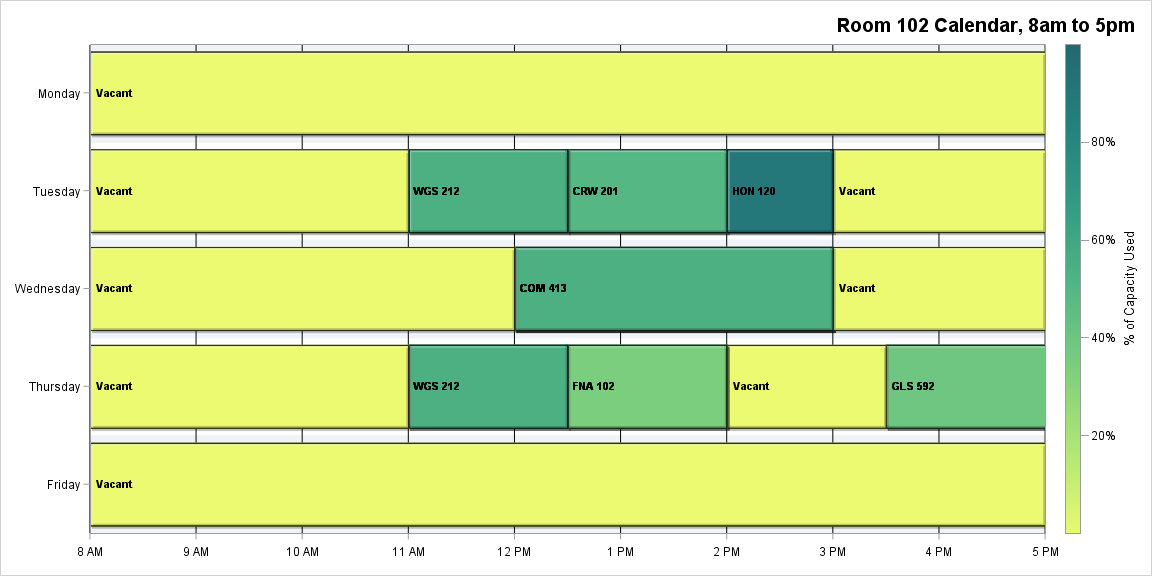 Room 102 Calendar, 8am to 5pm
Monday
Vacant
Tuesday
Vacant
WGS 212
CRW 201
HON 120
Vacant
Wednesday
Vacant
COM 413
Vacant
Thursday
Vacant
WGS 212
FNA 102
Vacant
GLS 592
Friday
Vacant
8 AM
9 AM
10 AM
11 AM
12 PM
1 PM
2 PM
3 PM
4 PM
5 PM
80%
60%
40%
20%
% of Capacity Used